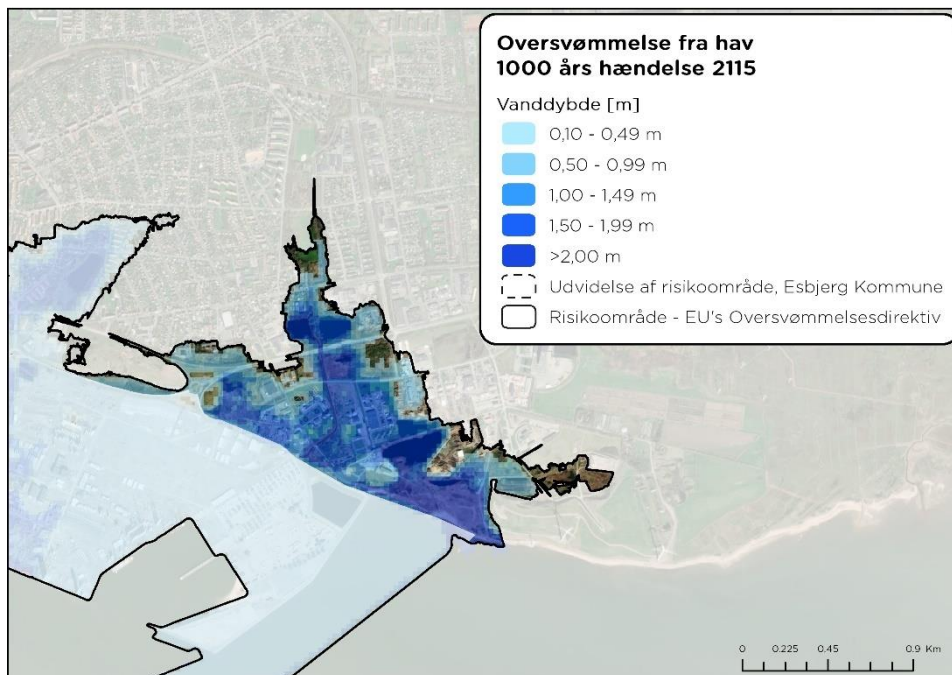 Oversvømmelse fra hav
1000 års hændelse 2115
Vanddybde [m]
0,10 - 0,49 m
0,50 - 0,99 m
1,00 - 1,49 m
1,50 - 1,99 m
>2,00 m
Udvidelse af risikoområde, Esbjerg Kommune
Risikoområde - EU's Oversvømmelsesdirektiv
0 0.225 0.45 0.9 Km